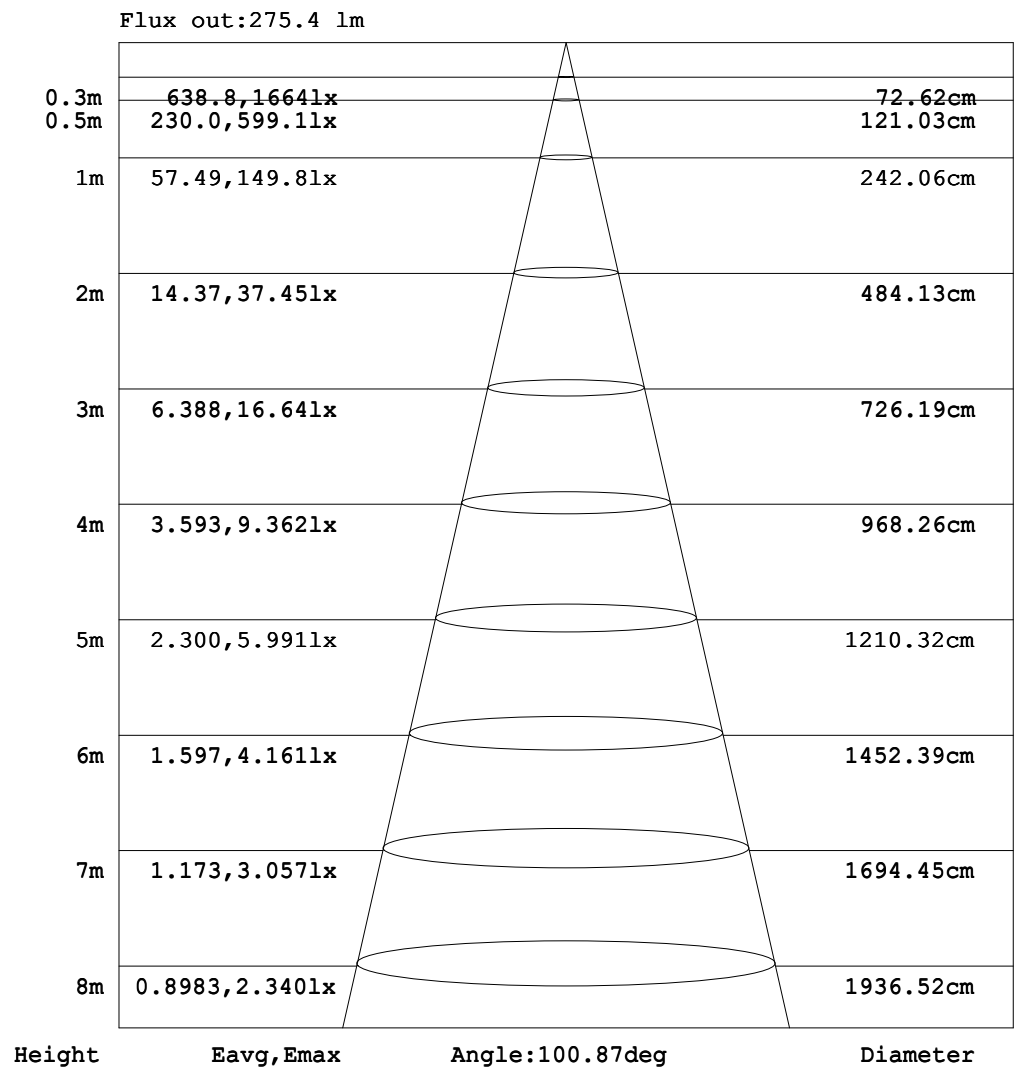 Flux out:275.4 lm
0.3m 638.8,1664lx 72.62cm
0.5m 230.0,599.1lx 121.03cm
1m 57.49,149.8lx 242.06cm
2m 14.37,37.45lx 484.13cm
3m 6.388,16.64lx 726.19cm
4m 3.593,9.362lx 968.26cm
5m 2.300,5.991lx 1210.32cm
6m 1.597,4.161lx 1452.39cm
7m 1.173,3.057lx 1694.45cm
8m 0.8983,2.340lx 1936.52cm
Height Eavg,Emax Angle:100.87deg Diameter